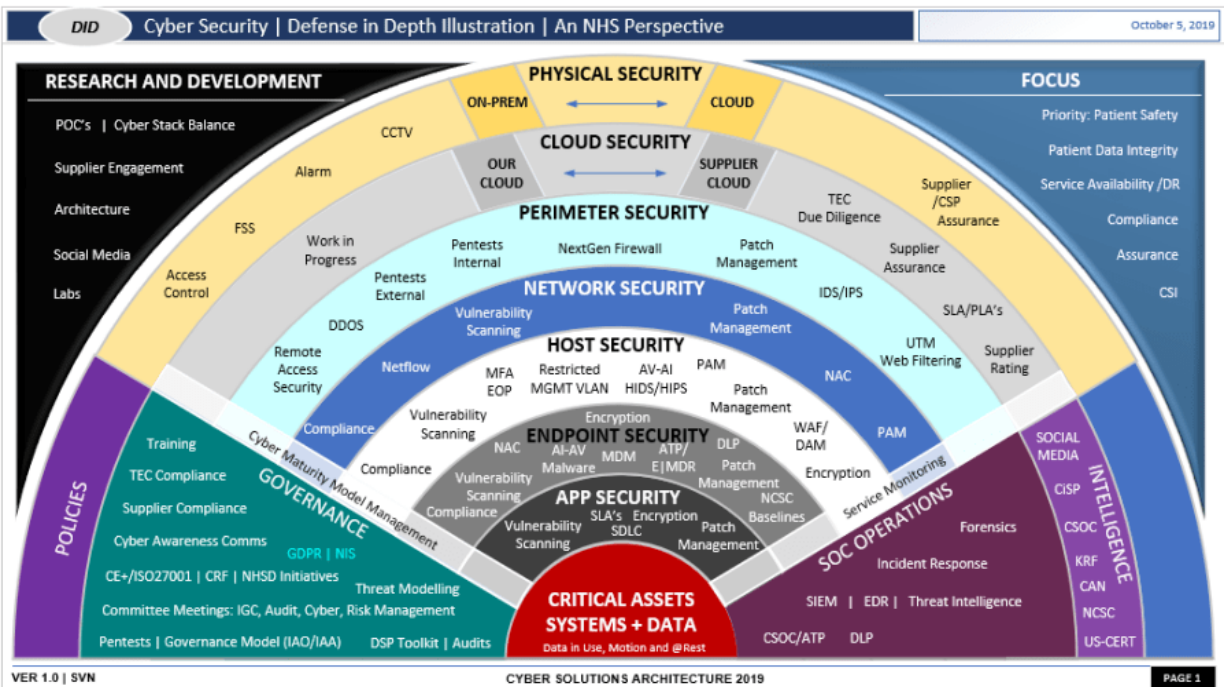 DID
Cyber Security | Defense in Depth Illustration | An NHS Perspective
October 5, 2019
RESEARCH AND DEVELOPMENT
POC's | Cyber Stack Balance
Supplier Engagement
Architecture
Social Media
Labs
FOCUS
Priority: Patient Safety
Patient Data Integrity
Service Availability /DR
Compliance
Assurance
CSI
PHYSICAL SECURITY
ON-PREM
CLOUD
CCTV
Alarm
FSS
Access
Control
Supplier
/CSP
Assurance
CLOUD SECURITY
OUR
CLOUD
SUPPLIER
CLOUD
Work in
Progress
TEC
Due Diligence
Supplier
Assurance
SLA/PLA's
Supplier
Rating
PERIMETER SECURITY
Pentests
Internal
NextGen Firewall
Patch
Management
Pentests
External
IDS/IPS
DDOS
UTM
Web Filtering
Remote
Access
Security
NETWORK SECURITY
Vulnerability
Scanning
Patch
Management
Netflow
NAC
Compliance
PAM
HOST SECURITY
MFA
EOP
Restricted
MGMT VLAN
AV-AI
HIDS/HIPS
PAM
Patch
Management
Vulnerability
Scanning
WAF/
DAM
Compliance
Encryption
Encryption
ENDPOINT SECURITY
NAC
AI-AV
Malware
MDM
ATP/
E|MDR
DLP
Patch
Management
Vulnerability
Scanning
Compliance
NCSC
Baselines
APP SECURITY
SLA's Encryption
SDLC
Vulnerability
Scanning
Patch
Management
CRITICAL ASSETS
SYSTEMS + DATA
Data in Use, Motion and @Rest
Cyber Maturity Model Management
Service Monitoring
POLICIES
GOVERNANCE
Training
TEC Compliance
Supplier Compliance
Cyber Awareness Comms
GDPR | NIS
CE+/ISO27001 | CRF | NHSD Initiatives
Threat Modelling
Committee Meetings: IGC, Audit, Cyber, Risk Management
Pentests | Governance Model (IAO/IAA)
DSP Toolkit | Audits
SOC OPERATIONS
Forensics
Incident Response
SIEM | EDR | Threat Intelligence
CSOC/ATP
DLP
INTELLIGENCE
SOCIAL
MEDIA
CiSP
CSOC
KRF
CAN
NCSC
US-CERT
VER 1.0 | SVN
CYBER SOLUTIONS ARCHITECTURE 2019
PAGE 1